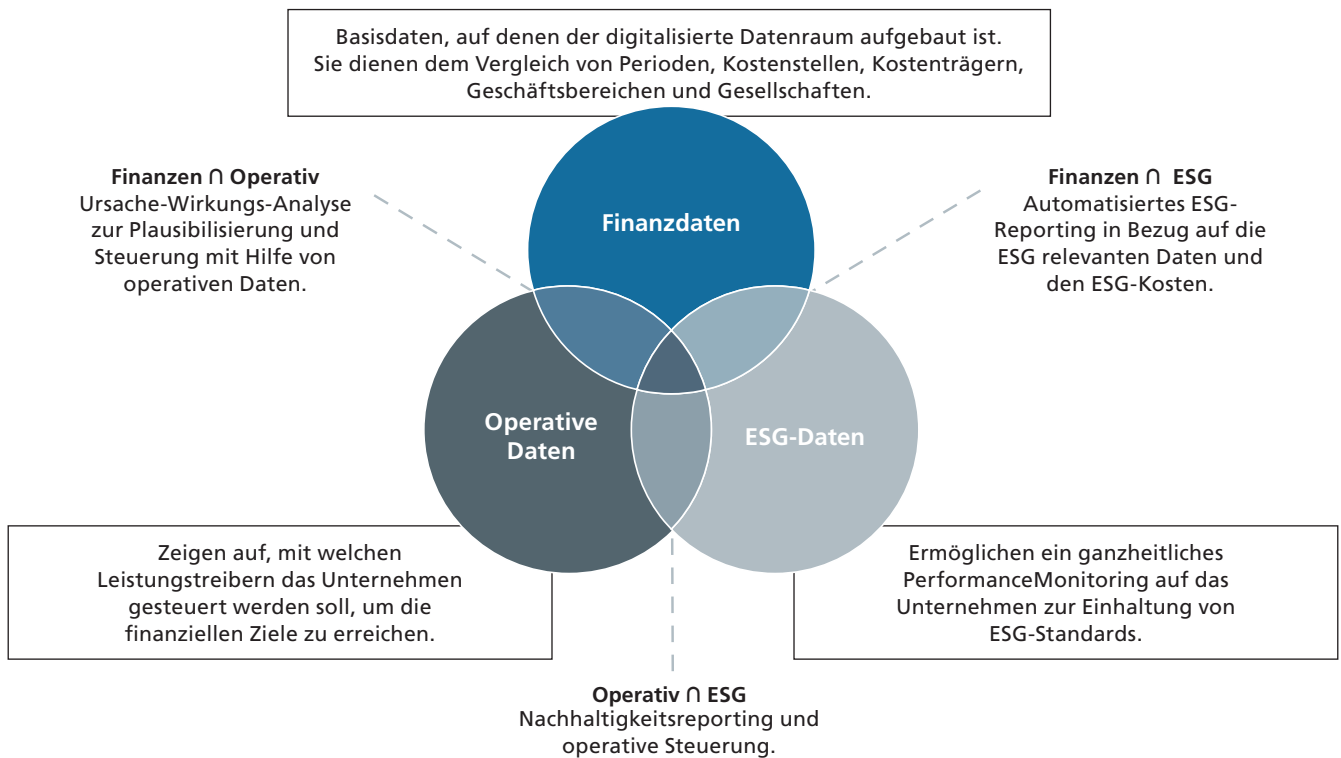 Basisdaten, auf denen der digitalisierte Datenraum aufgebaut ist.
Sie dienen dem Vergleich von Perioden, Kostenstellen, Kostenträgern,
Geschäftsbereichen und Gesellschaften.
Finanzen ∩ Operativ
Ursache-Wirkungs-Analyse
zur Plausibilisierung und
Steuerung mit Hilfe von
operativen Daten.
Finanzdaten
Finanzen ∩ ESG
Automatisiertes ESG-
Reporting in Bezug auf die
ESG relevanten Daten und
den ESG-Kosten.
Operative
Daten
ESG-Daten
Zeigen auf, mit welchen
Leistungstreibern das Unternehmen
gesteuert werden soll, um die
finanziellen Ziele zu erreichen.
Ermöglichen ein ganzheitliches
PerformanceMonitoring auf das
Unternehmen zur Einhaltung von
ESG-Standards.
Operativ ∩ ESG
Nachhaltigkeitsreporting und
operative Steuerung.